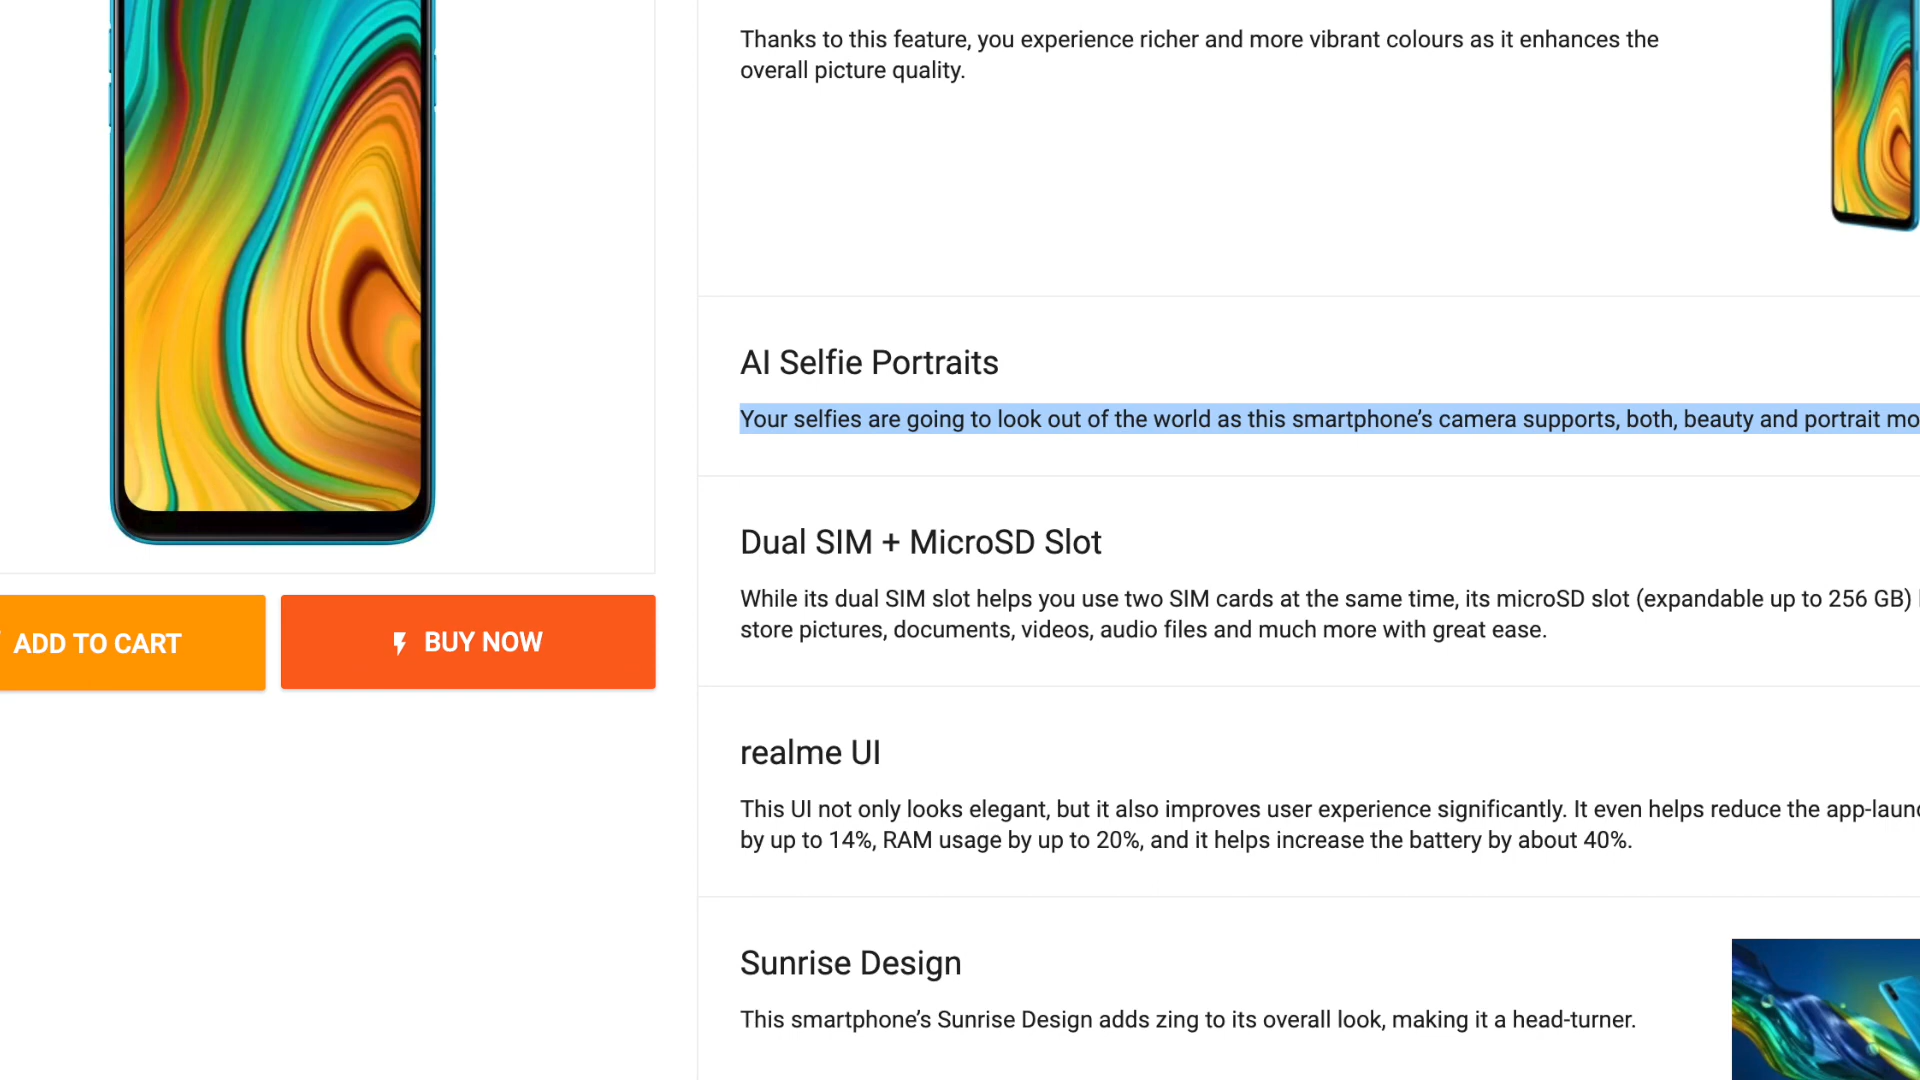 Thanks to this feature, you experience richer and more vibrant colours as it enhances the
overall picture quality.
AI Selfie Portraits
Your selfies are going to look out of the world as this smartphone’s camera supports, both, beauty and portrait
Dual SIM + MicroSD Slot
While its dual SIM slot helps you use two SIM cards at the same time, its microSD slot (expandable up to 256 GB)
store pictures, documents, videos, audio files and much more with great ease.
ADD TO CART
BUY NOW
realme UI
This UI not only looks elegant, but it also improves user experience significantly. It even helps reduce the
by up to 14%, RAM usage by up to 20%, and it helps increase the battery by about 40%.
Sunrise Design
This smartphone’s Sunrise Design adds zing to its overall look, making it a head-turner.